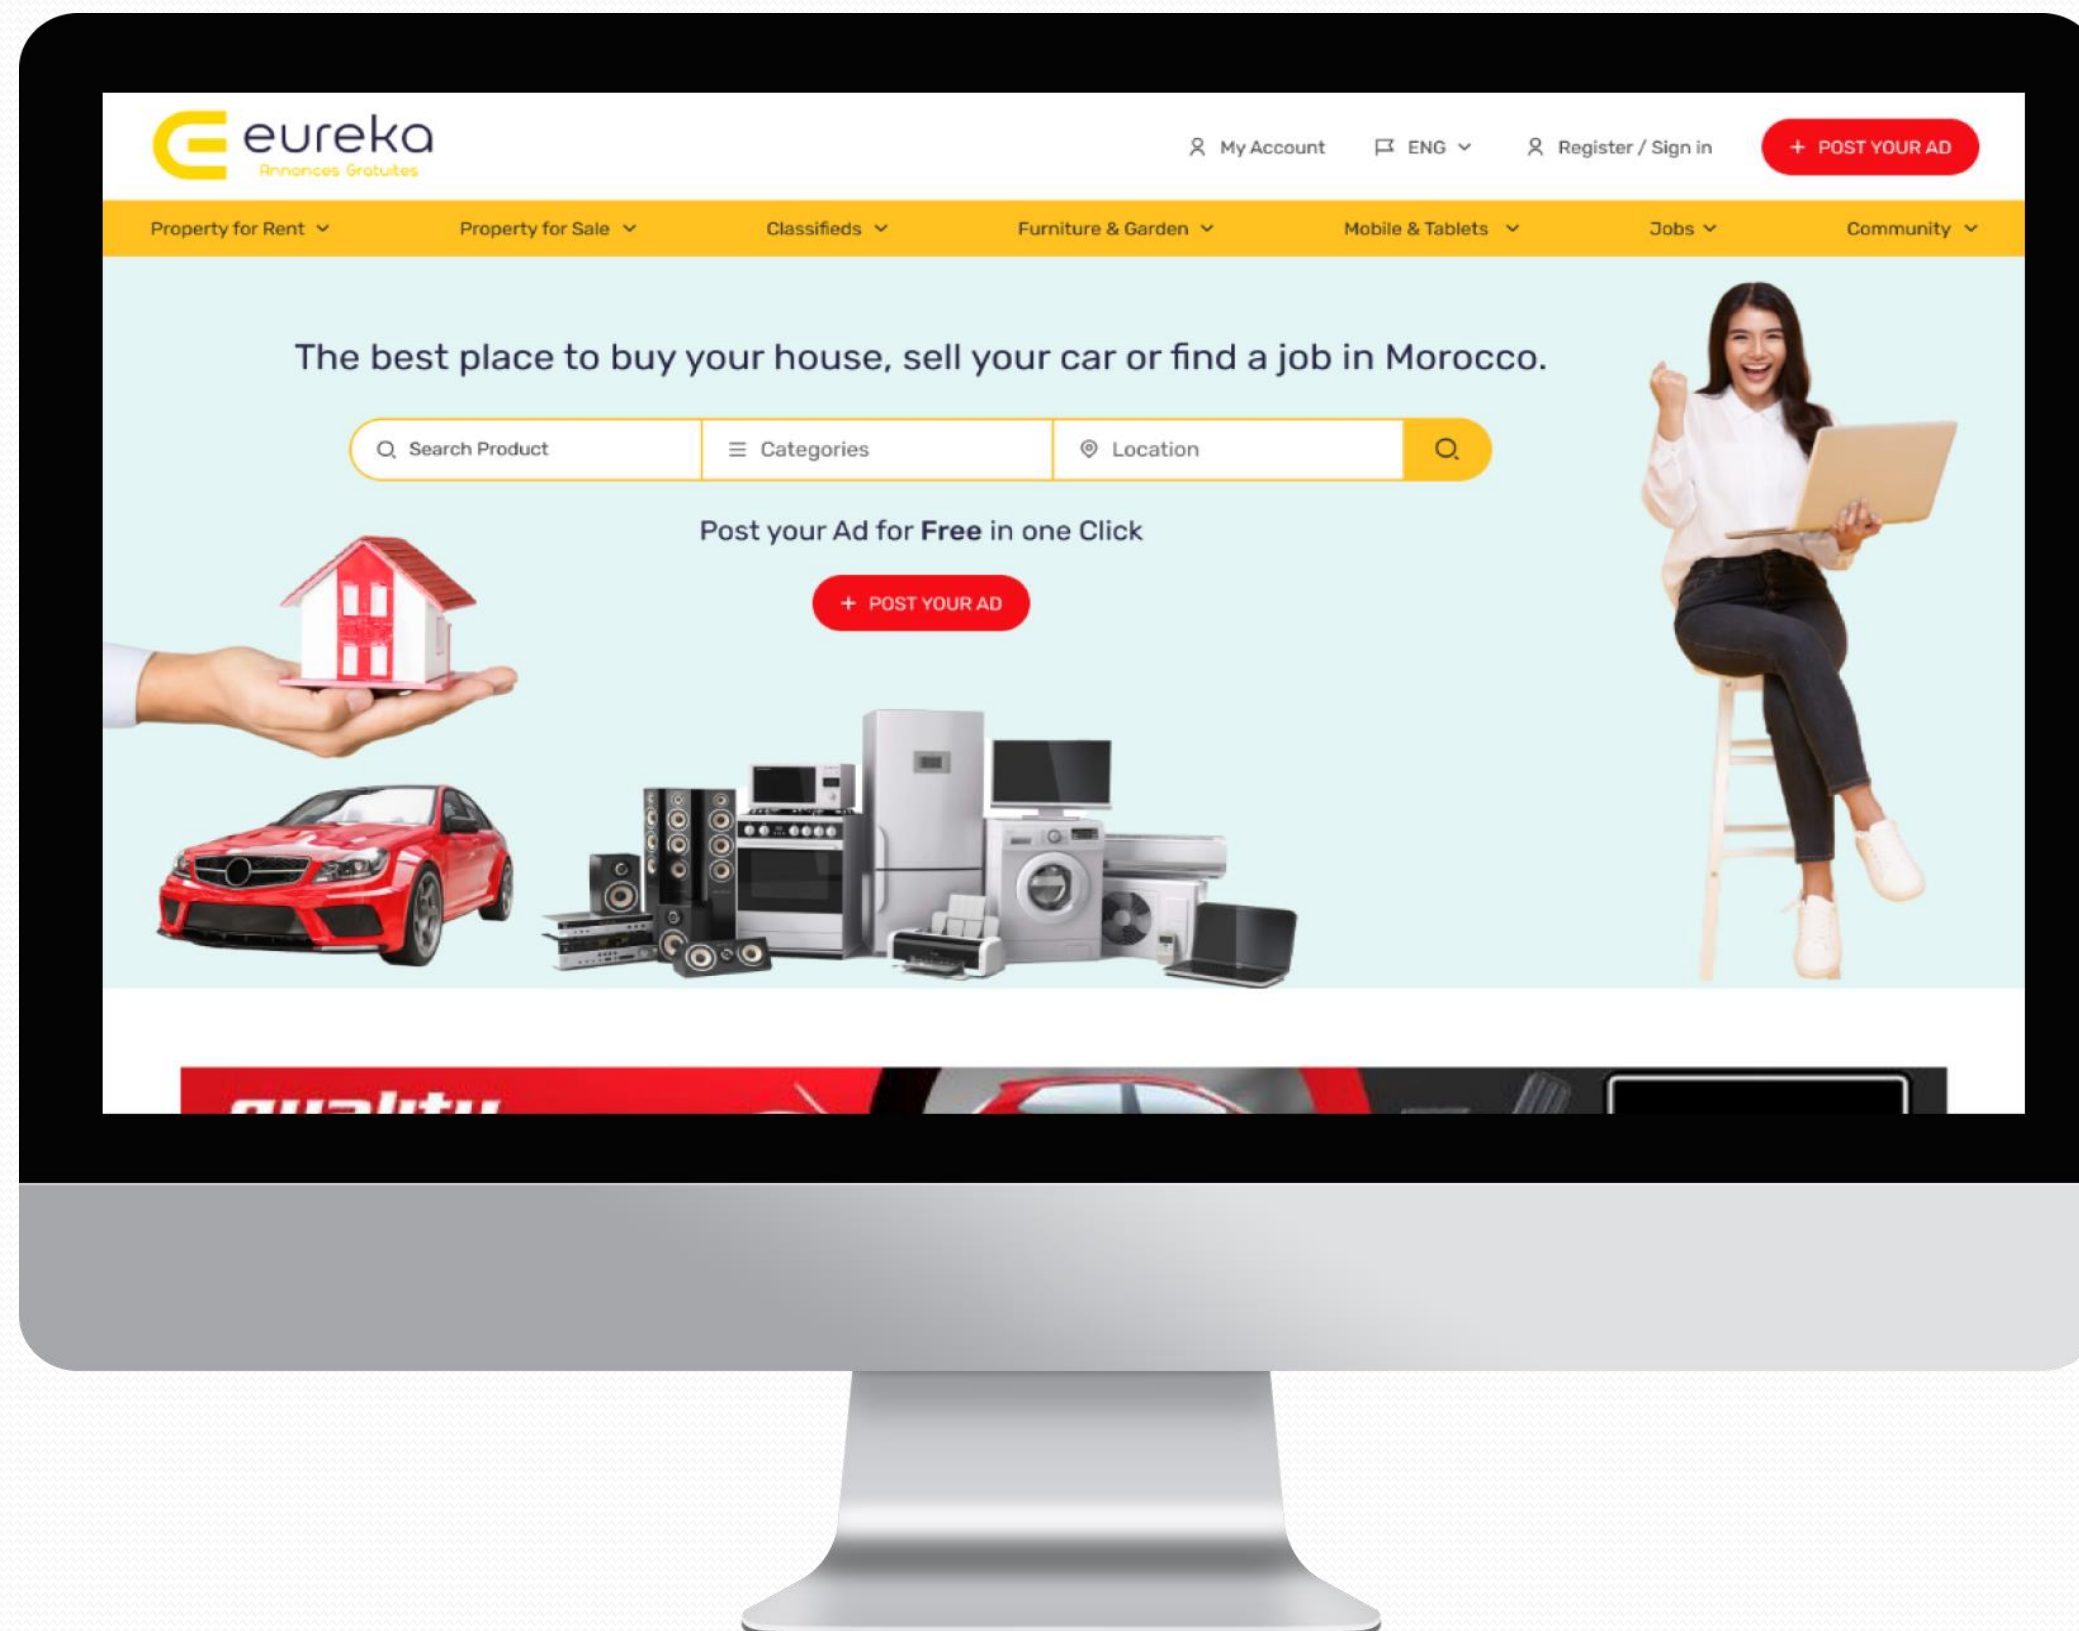 eureka
Annonces Gratuites
My Account
ENG
Register / Sign in
+ POST YOUR AD
Property for Rent
Property for Sale
Classifieds
Furniture & Garden
Mobile & Tablets
Jobs
Community
The best place to buy your house, sell your car or find a job in Morocco.
Search Product
Categories
Location
Post your Ad for Free in one Click
+ POST YOUR AD
quality